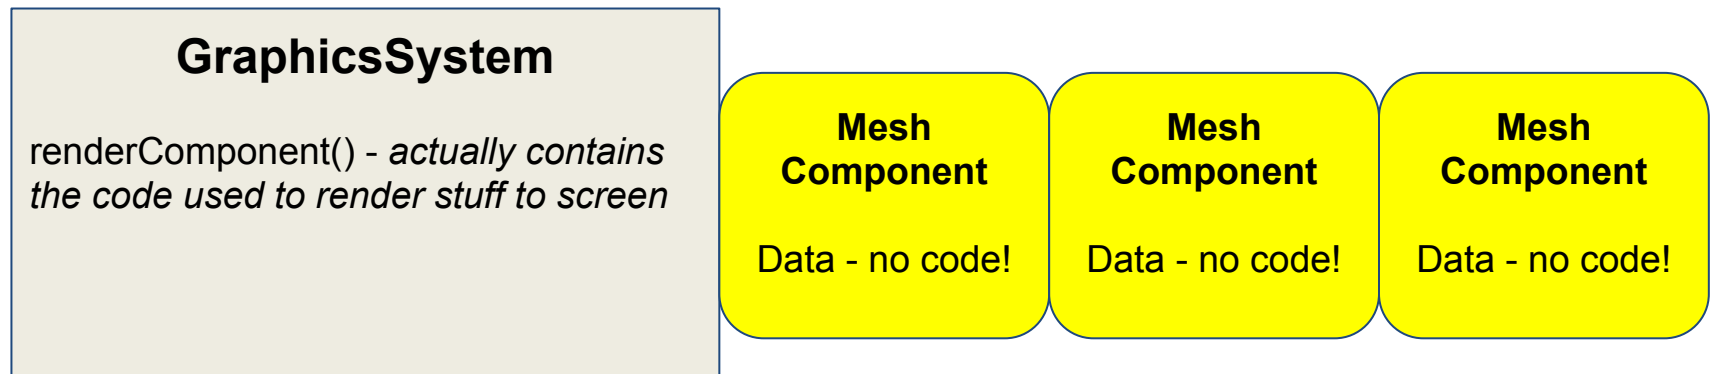 GraphicsSystem
renderComponent() - actually contains
the code used to render stuff to screen
Mesh
Component
Data - no code!
Mesh
Component
Data - no code!
Mesh
Component
Data - no code!